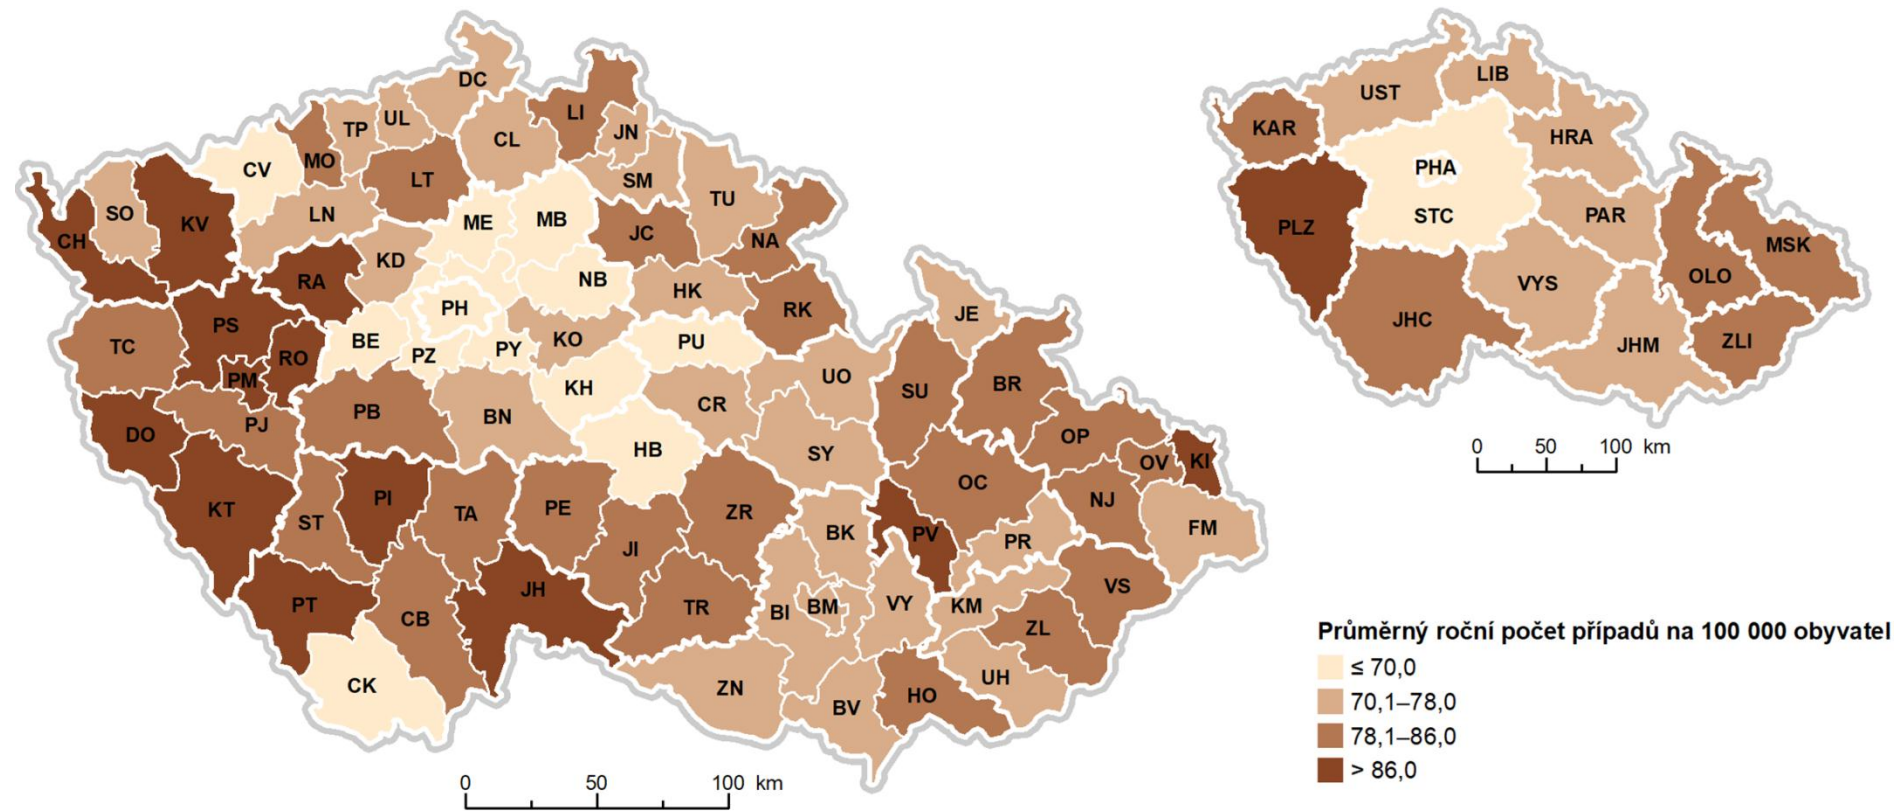 DC
LI
TP UL
CL
JN
MO
CV
LT
SM
TU
SO
KV
LN
ME
MB
CH
JC
NA
KD
RA
NB
HK
PH
RK
JE
PS
TC
BE
PZ
PY
KO
PU
RO
PM
UO
KH
SU
BR
PB
BN
CR
DO
PJ
HB
SY
OP
OV
KI
KT
PI
ST
TA
PE
ZR
OC
NJ
FM
BK
PV
PR
JI
PT
CB
JH
TR
BI
BM
VY
KM
VS
ZL
CK
ZN
BV
HO
UH
0 50 100 km
LIB
UST
KAR
HRA
PHA
STC
PAR
PLZ
MSK
OLO
VYS
JHC
JHM
ZLI
0 50 100 km
Průměrný roční počet případů na 100 000 obyvatel
≤ 70,0
70,1–78,0
78,1–86,0
> 86,0